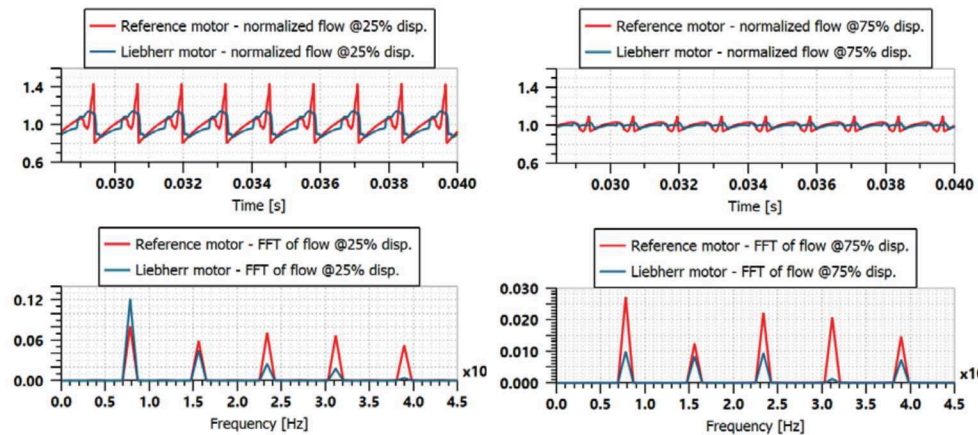 Reference motor - normalized flow @25% disp.
Liebherr motor - normalized flow @25% disp.
1.4
1.0
0.6
0.030 0.032 0.034 0.036 0.038 0.040
Time [s]
Reference motor - normalized flow @75% disp.
Liebherr motor - normalized flow @75% disp.
1.4
1.0
0.6
0.030 0.032 0.034 0.036 0.038 0.040
Time [s]
Reference motor - FFT of flow @25% disp.
Liebherr motor - FFT of flow @25% disp.
0.12
0.06
0.00
x10
0.0 0.5 1.0 1.5 2.0 2.5 3.0 3.5 4.0 4.5
Frequency [Hz]
Reference motor - FFT of flow @75% disp.
Liebherr motor - FFT of flow @75% disp.
0.030
0.020
0.010
0.000
0.0 0.5 1.0 1.5 2.0 2.5 3.0 3.5 4.0 4.5
Frequency [Hz]